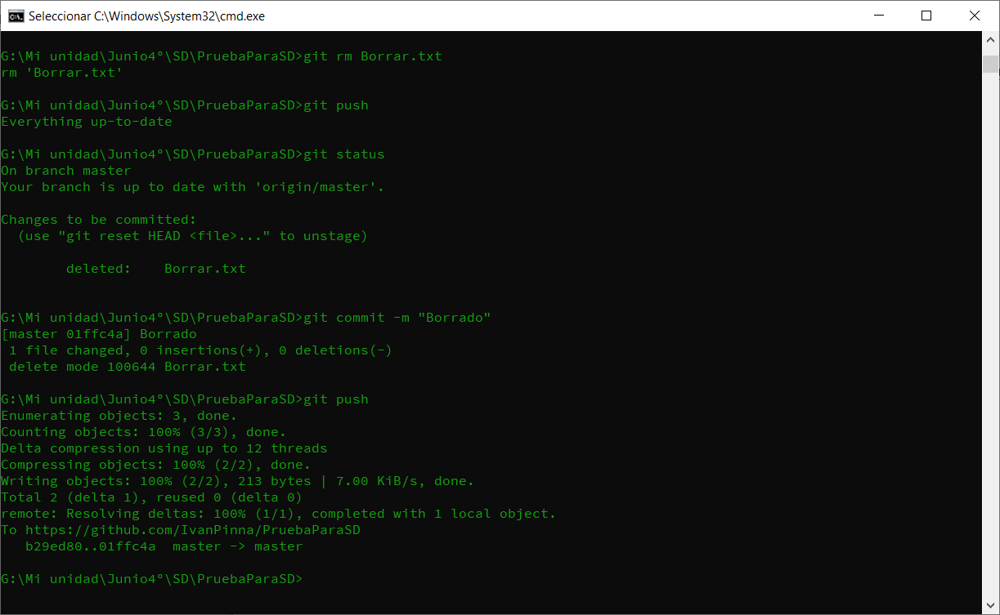 Seleccionar C:\Windows\System32\cmd.exe
G:\Mi unidad\Junio4º\SD\PruebaParaSD>git rm Borrar.txt
rm 'Borrar.txt'
G:\Mi unidad\Junio4º\SD\PruebaParaSD>git push
Everything up-to-date
G:\Mi unidad\Junio4º\SD\PruebaParaSD>git status
On branch master
Your branch is up to date with 'origin/master'.
Changes to be committed:
  (use "git reset HEAD <file>..." to unstage)
        deleted:    Borrar.txt
G:\Mi unidad\Junio4º\SD\PruebaParaSD>git commit -m "Borrado"
[master 01ffc4a] Borrado
 1 file changed, 0 insertions(+), 0 deletions(-)
 delete mode 100644 Borrar.txt
G:\Mi unidad\Junio4º\SD\PruebaParaSD>git push
Enumerating objects: 3, done.
Counting objects: 100% (3/3), done.
Delta compression using up to 12 threads
Compressing objects: 100% (2/2), done.
Writing objects: 100% (2/2), 213 bytes | 7.00 KiB/s, done.
Total 2 (delta 1), reused 0 (delta 0)
remote: Resolving deltas: 100% (1/1), completed with 1 local object.
To https://github.com/IvanPinna/PruebaParaSD
   b29ed80..01ffc4a  master -> master
G:\Mi unidad\Junio4º\SD\PruebaParaSD>